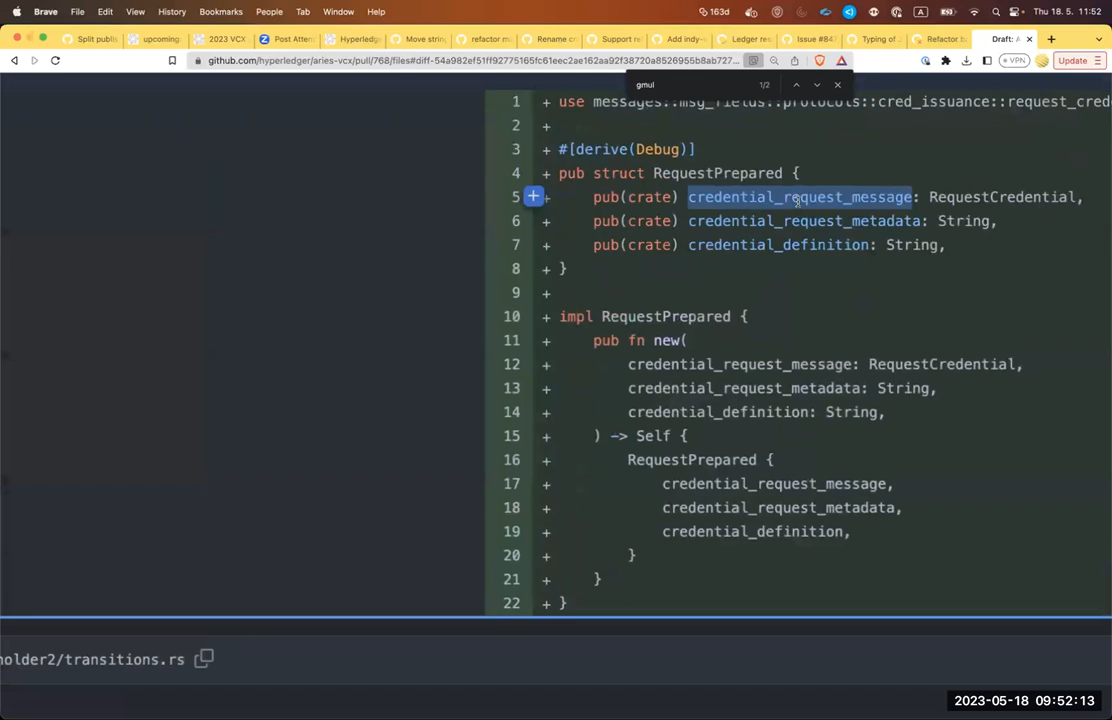 Brave File Edit View History Bookmarks People Tab Window Help 163d A Thu 18. 5. 11:52
Split public upcoming 2023 VCX Post Atten Hyperledg Move string refactor m Rename cr Support re Add indy-v Ledger res Issue #847 Typing of J Refactor bu Draft: A
github.com/hyperledger/aries-vcx/pull/768/files#diff-54a982ef51ff92775165fc61eec2ae162aa92f38720a8526955b8ab727... VPN Update
gmul 1/2
1 + use messages::msg_fields::protocols::cred_issuance::request_cred
2 +
3 + #[derive(Debug)]
4 + pub struct RequestPrepared {
5 + pub(crate) credential_request_message: RequestCredential,
6 + pub(crate) credential_request_metadata: String,
7 + pub(crate) credential_definition: String,
8 + }
9 +
10 + impl RequestPrepared {
11 + pub fn new(
12 + credential_request_message: RequestCredential,
13 + credential_request_metadata: String,
14 + credential_definition: String,
15 + ) -> Self {
16 + RequestPrepared {
17 + credential_request_message,
18 + credential_request_metadata,
19 + credential_definition,
20 + }
21 + }
22 + }
holder2/transitions.rs
2023-05-18 09:52:13